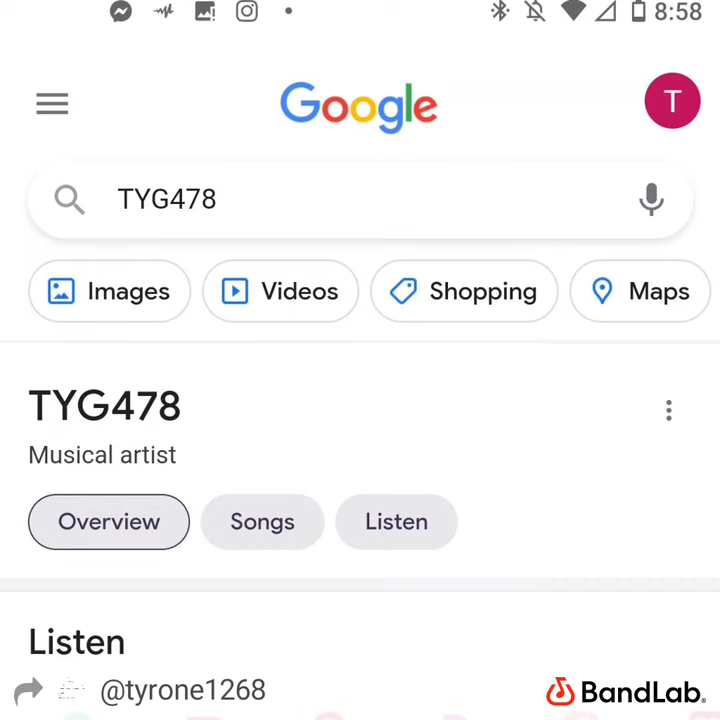 8:58
Google
T
TYG478
Images Videos Shopping Maps
TYG478
Musical artist
Overview Songs Listen
Listen
@tyrone1268
BandLab